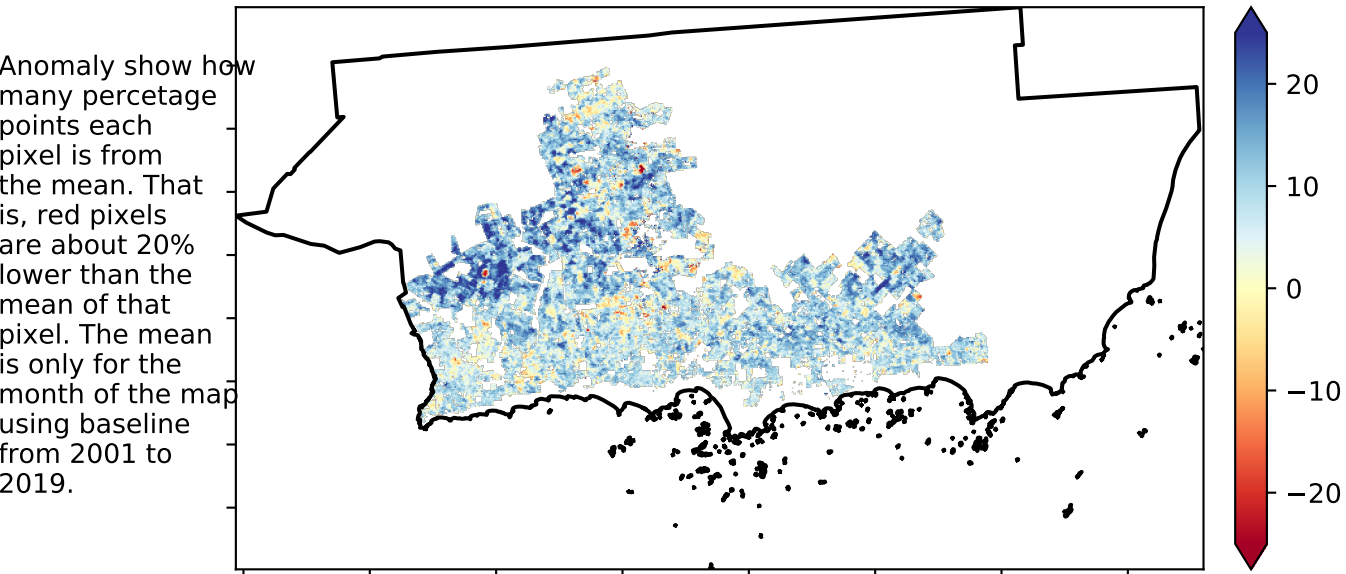 Anomaly show how
many percetage
points each
pixel is from
the mean. That
is, red pixels
are about 20%
lower than the
mean of that
pixel. The mean
is only for the
month of the map
using baseline
from 2001 to
2019.
20
10
0
−10
−20